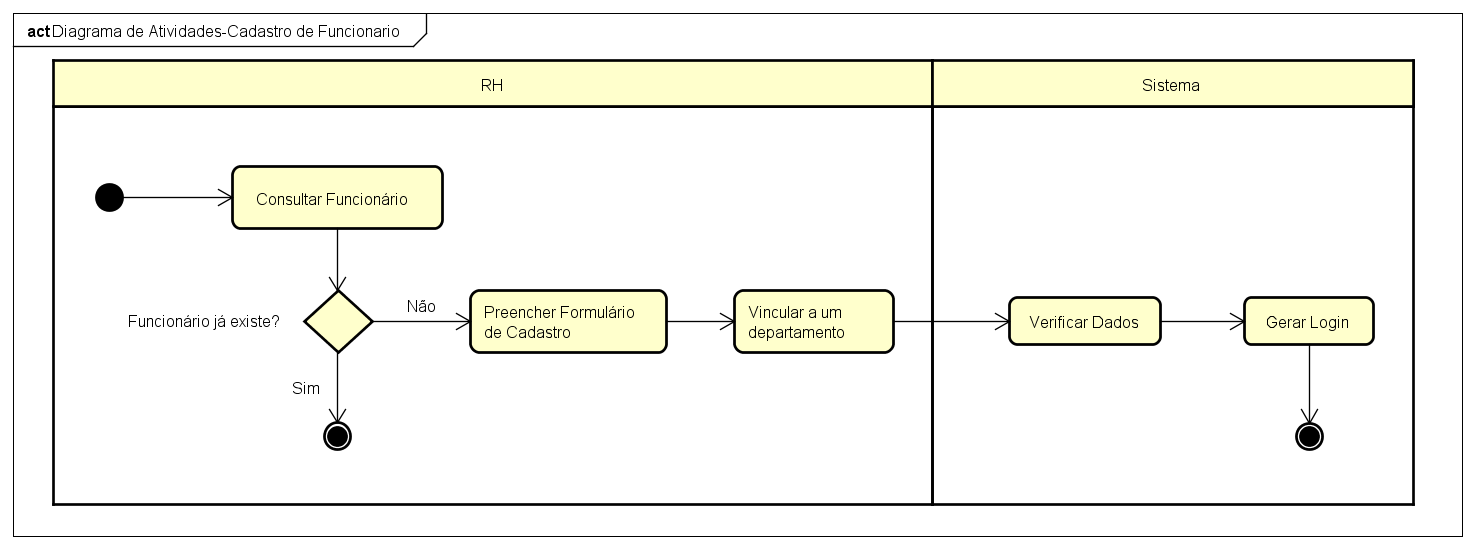 act Diagrama de Atividades-Cadastro de Funcionario
RH
Sistema
Consultar Funcionário
Funcionário já existe?
Não
Preencher Formulário
de Cadastro
Vincular a um
departamento
Verificar Dados
Gerar Login
Sim